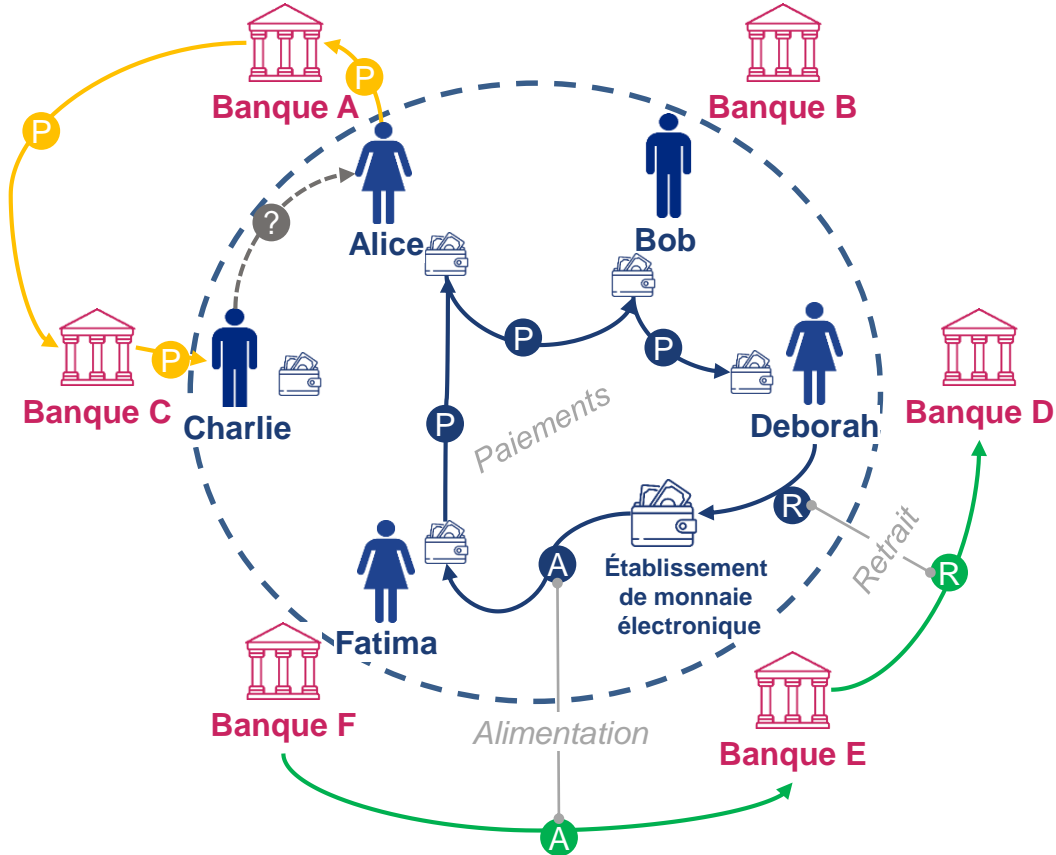 P
Banque A
Banque B
P
?
Alice
Bob
P
P
P
Banque C
Charlie
P
Paiements
Deborah
Banque D
R
Retrait
A
Établissement
de monnaie
électronique
R
Fatima
Banque F
Alimentation
Banque E
A